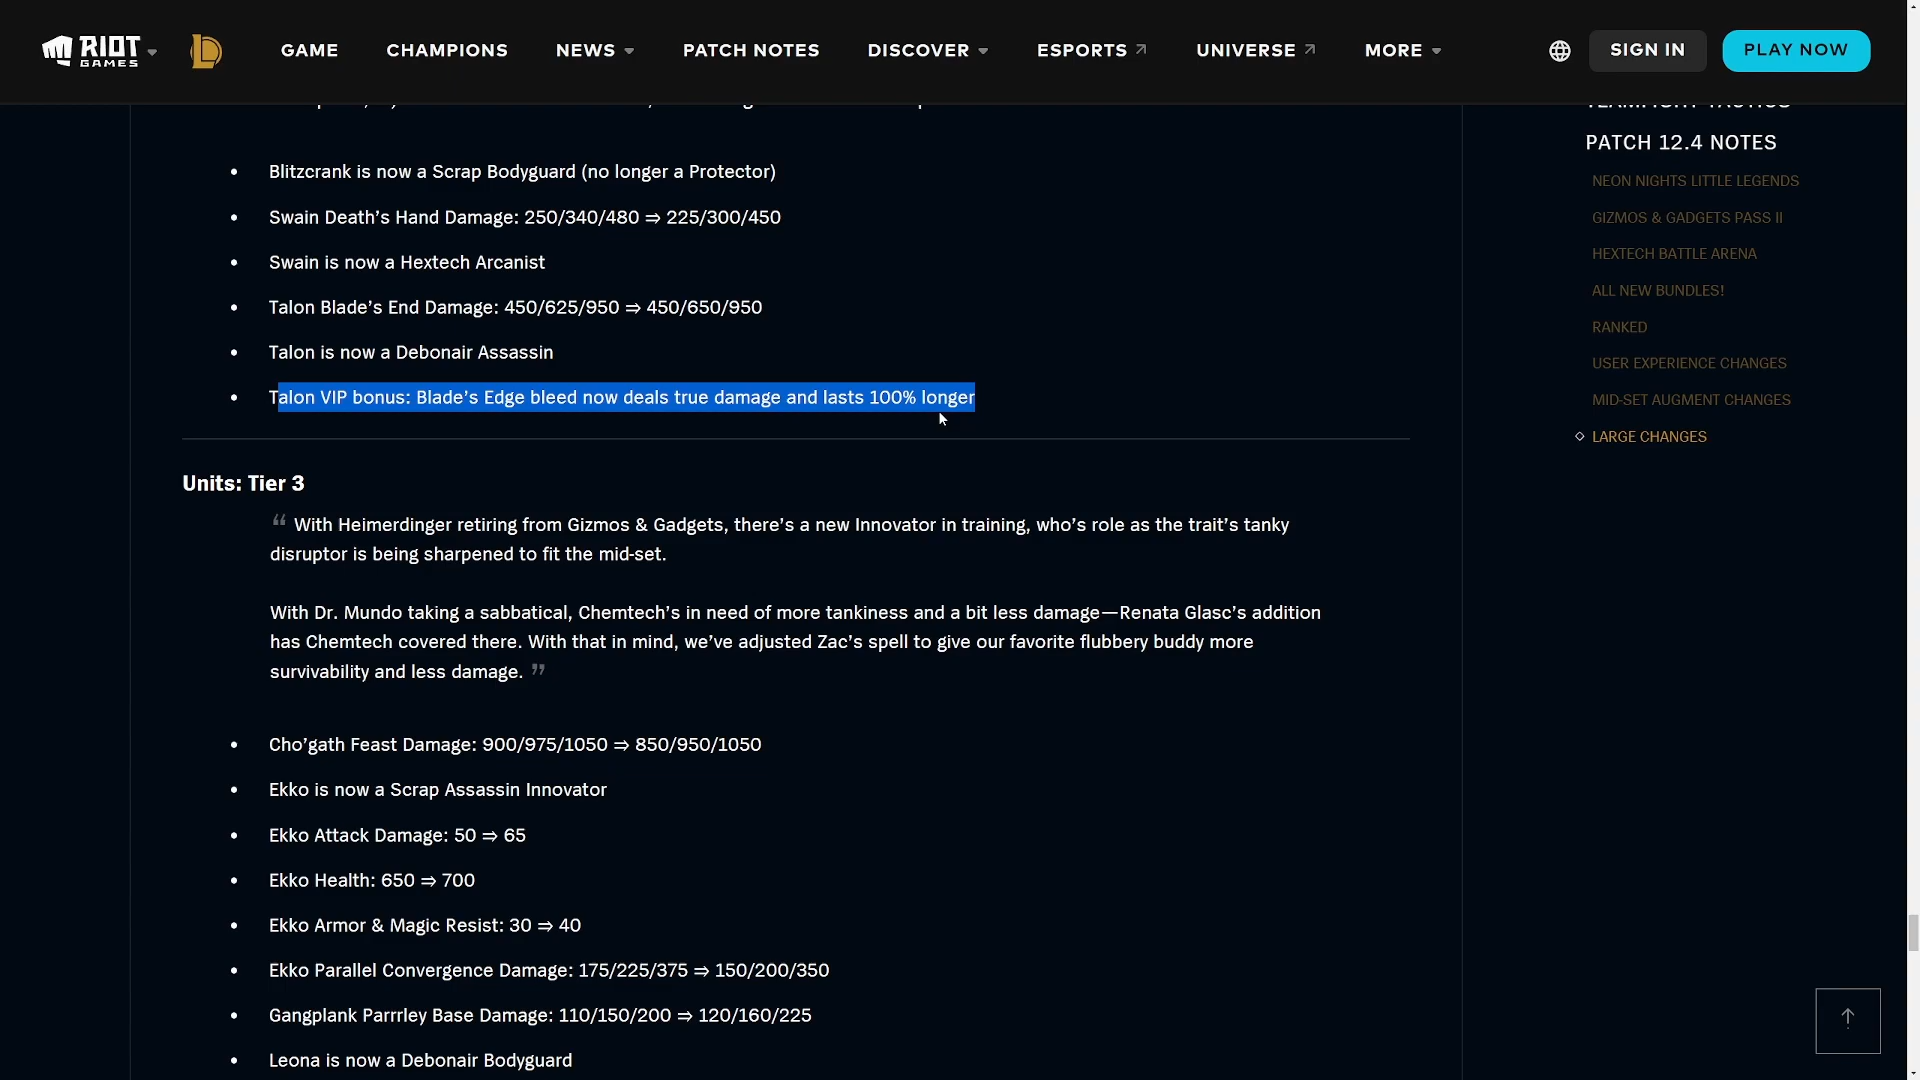 RIOT GAMES
GAME
CHAMPIONS
NEWS
PATCH NOTES
DISCOVER
ESPORTS
UNIVERSE
MORE
SIGN IN
PLAY NOW
• Blitzcrank is now a Scrap Bodyguard (no longer a Protector)
• Swain Death’s Hand Damage: 250/340/480 ⇒ 225/300/450
• Swain is now a Hextech Arcanist
• Talon Blade’s End Damage: 450/625/950 ⇒ 450/650/950
• Talon is now a Debonair Assassin
• Talon VIP bonus: Blade’s Edge bleed now deals true damage and lasts 100% longer
Units: Tier 3
“ With Heimerdinger retiring from Gizmos & Gadgets, there’s a new Innovator in training, who’s role as the trait’s tanky
disruptor is being sharpened to fit the mid-set.
With Dr. Mundo taking a sabbatical, Chemtech’s in need of more tankiness and a bit less damage—Renata Glasc’s addition
has Chemtech covered there. With that in mind, we’ve adjusted Zac’s spell to give our favorite flubbery buddy more
survivability and less damage. ”
• Cho’gath Feast Damage: 900/975/1050 ⇒ 850/950/1050
• Ekko is now a Scrap Assassin Innovator
• Ekko Attack Damage: 50 ⇒ 65
• Ekko Health: 650 ⇒ 700
• Ekko Armor & Magic Resist: 30 ⇒ 40
• Ekko Parallel Convergence Damage: 175/225/375 ⇒ 150/200/350
• Gangplank Parrrley Base Damage: 110/150/200 ⇒ 120/160/225
• Leona is now a Debonair Bodyguard
TEAMFIGHT TACTICS
PATCH 12.4 NOTES
NEON NIGHTS LITTLE LEGENDS
GIZMOS & GADGETS PASS II
HEXTECH BATTLE ARENA
ALL NEW BUNDLES!
RANKED
USER EXPERIENCE CHANGES
MID-SET AUGMENT CHANGES
LARGE CHANGES